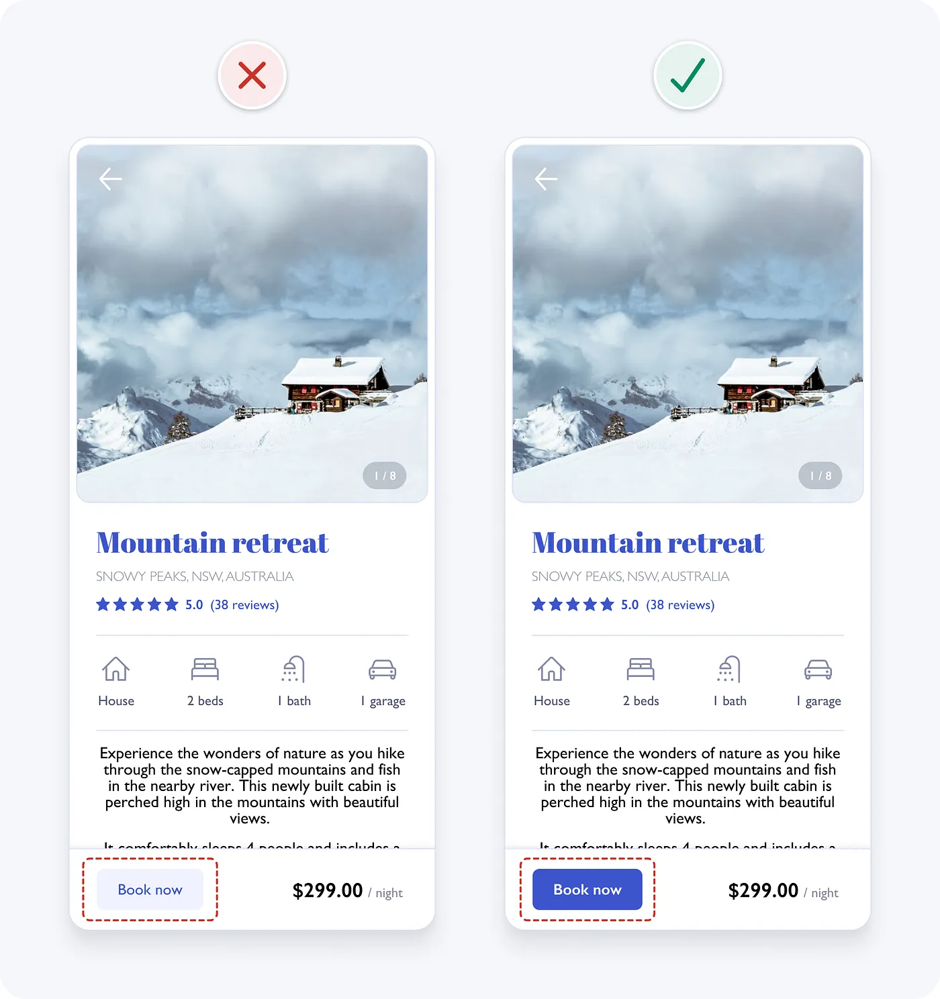 1 / 8
Mountain retreat
SNOWY PEAKS, NSW, AUSTRALIA
5.0 (38 reviews)
House
2 beds
1 bath
1 garage
Experience the wonders of nature as you hike
through the snow-capped mountains and fish
in the nearby river. This newly built cabin is
perched high in the mountains with beautiful
views.
It comfortably sleeps 4 people and includes a
Book now
$299.00 / night
1 / 8
Mountain retreat
SNOWY PEAKS, NSW, AUSTRALIA
5.0 (38 reviews)
House
2 beds
1 bath
1 garage
Experience the wonders of nature as you hike
through the snow-capped mountains and fish
in the nearby river. This newly built cabin is
perched high in the mountains with beautiful
views.
It comfortably sleeps 4 people and includes a
Book now
$299.00 / night